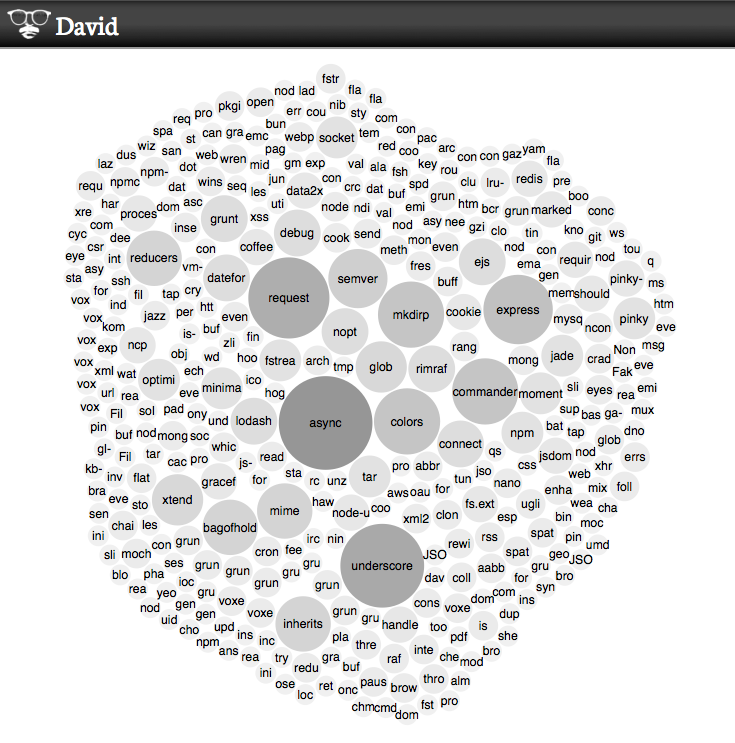 David
fstr
nod lad
fla
pkgi open
fla
req pro
err cou nib sty
com
bun
con
st can gra emc
webp socket tem
pac
wiz
red coo
arc
span
pag
yam
dus
web wren mid
gm exp
val ala fsh
key rou
con con gaz
fla
laz
npm- dot
jun
con
clu lru- redis
requ npmc
dat wins seq les
data2x crc dat buf spd
pre
har
dom asc
uti
node ndi val emi
grun htm bcr grun marked
boo
xre
proces
grunt xss
conc
cyc dee
inse
debug cook send nod asy nee gzi clo tin
kno git ws
com csr
con coffee
meth mon even
nod con
tou
eye int reducers
fres
ejs ema
requir nod q
sta asy ssh
vm- datefor
semver
buff
gen
pinky- ms
for fil tap cry
request
mem should
vox ind
htt
mkdirp cookie express
htm
vox
jazz per
mysq
pinky
kom
is- buf even
nopt
ncon
eve
vox exp ncp
zli fin
rang
Non msg
obj wd hoo fstrea arch tmp glob rimraf
mong jade crad
vox xml wat
ech
Fak eve
optimi
minima ico
commander moment sli eyes rea emi
url rea eve
hog
vox Fil sol pad ony
async colors
sup bas ga- mux
und lodash
bat
pin buf nod mong soc
connect npm tap glob dno
whic
qs
gl- Fil tar
js- read
jsdom nod
errs
cac pro
pro abbr
css
xhr
kb- inv flat
sta
tar
tun jso
web
gracef for
rc unz
nano
mix foll
bra
aws oau for
enha
eve xtend
mime haw
fs.ext ugli
wea
sto
node-u coo
cha
sen
xml2 clon
esp
bin
chai les
bagofhold
moc
ini
irc nin
rewi rss spat pin
con grun
umd
sli moch
cron fee
underscore JSO
spat geo JSO
ses
grun grun gru
aabb
gru
blo pha
dav coll
for bro
ioc
gru
grun
syn
rea yeo
dom com
gru voxe
cons
ins
nod gen gen
voxe
grun gru
voxe
dup
uid
inherits
handle too
is
cho upd ins
pla
she
npm
inc
thre
pdf
ans rea try
gra
inte
bro
redu buf
raf
che mod
ini
ose
ret
paus
thro alm
loc
onc
brow
chm cmd
fst pro
dom